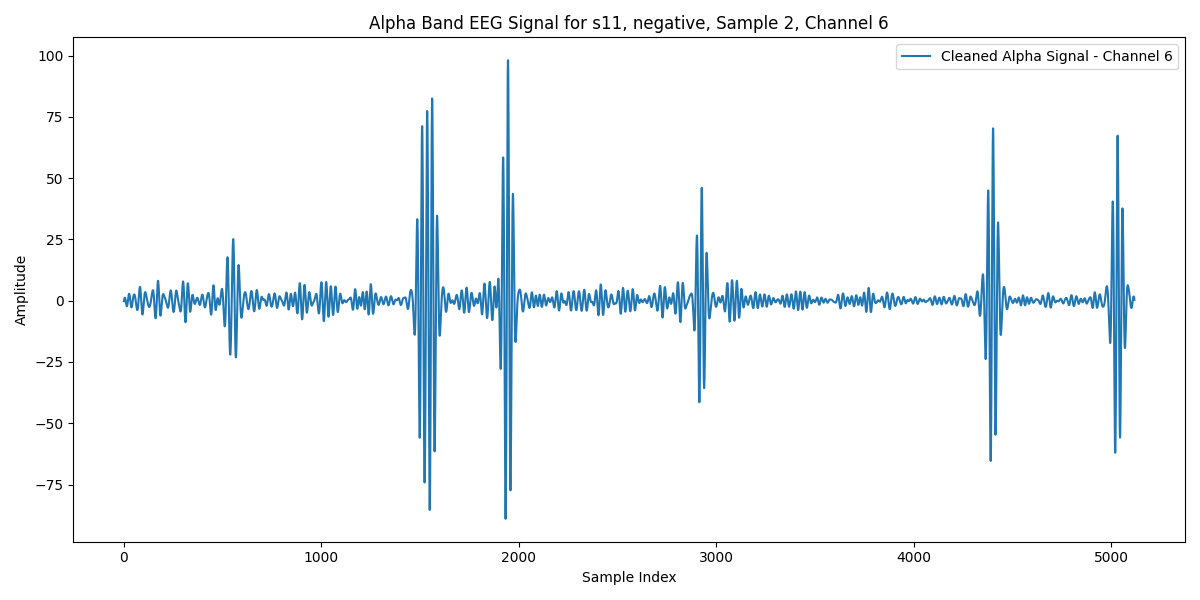 Alpha Band EEG Signal for s11, negative, Sample 2, Channel 6
Cleaned Alpha Signal - Channel 6
100
75
50
25
0
−25
−50
−75
Amplitude
0 1000 2000 3000 4000 5000
Sample Index